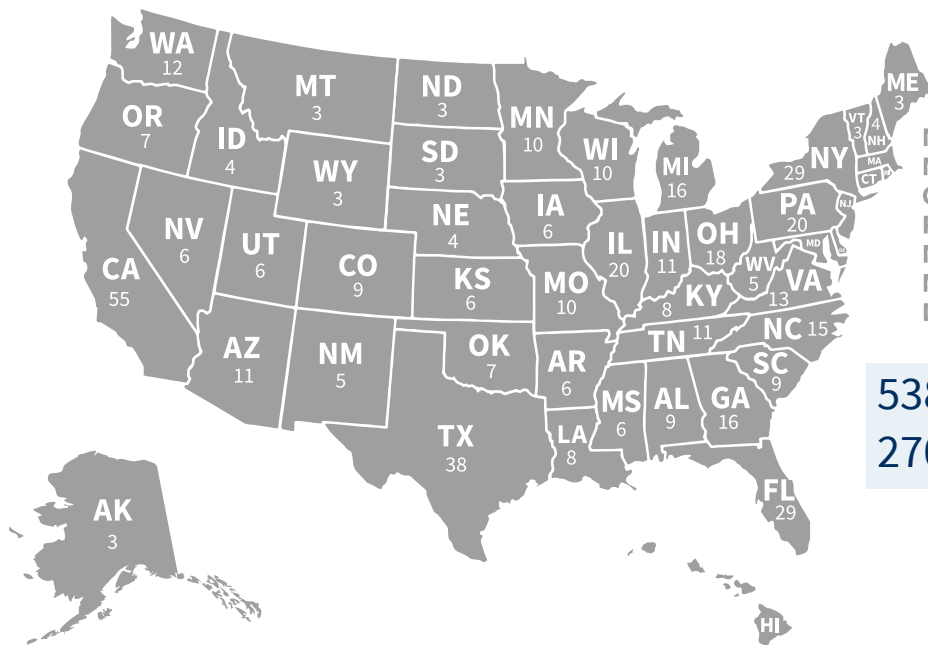 WA
12
OR
7
ID
4
MT
3
ND
3
SD
3
WY
3
NE
4
NV
6
UT
6
CO
9
KS
6
CA
55
AZ
11
NM
5
OK
7
TX
38
MN
10
IA
6
MO
10
AR
6
LA
8
WI
10
IL
20
MI
16
IN
11
OH
18
KY
8
TN 11
MS
6
AL
9
GA
16
FL
29
SC
9
NC 15
VA
13
WV
5
PA
20
NY
29
VT
3
4
NH
ME
3
MA
CT
NJ
MD
AK
3
HI
538
270